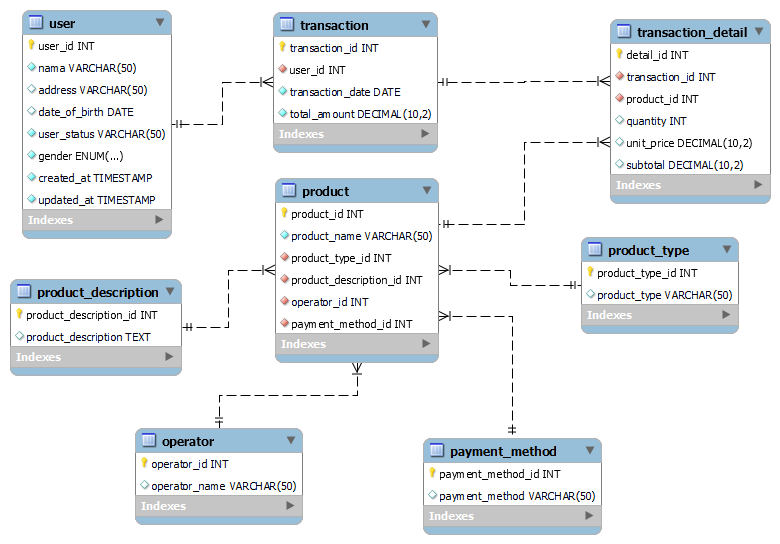 user
user_id INT
nama VARCHAR(50)
address VARCHAR(50)
date_of_birth DATE
user_status VARCHAR(50)
gender ENUM(...)
created_at TIMESTAMP
updated_at TIMESTAMP
Indexes
transaction
transaction_id INT
user_id INT
transaction_date DATE
total_amount DECIMAL(10,2)
Indexes
transaction_detail
detail_id INT
transaction_id INT
product_id INT
quantity INT
unit_price DECIMAL(10,2)
subtotal DECIMAL(10,2)
Indexes
product
product_id INT
product_name VARCHAR(50)
product_type_id INT
product_description_id INT
operator_id INT
payment_method_id INT
Indexes
product_type
product_type_id INT
product_type VARCHAR(50)
Indexes
product_description
product_description_id INT
product_description TEXT
Indexes
operator
operator_id INT
operator_name VARCHAR(50)
Indexes
payment_method
payment_method_id INT
payment_method VARCHAR(50)
Indexes